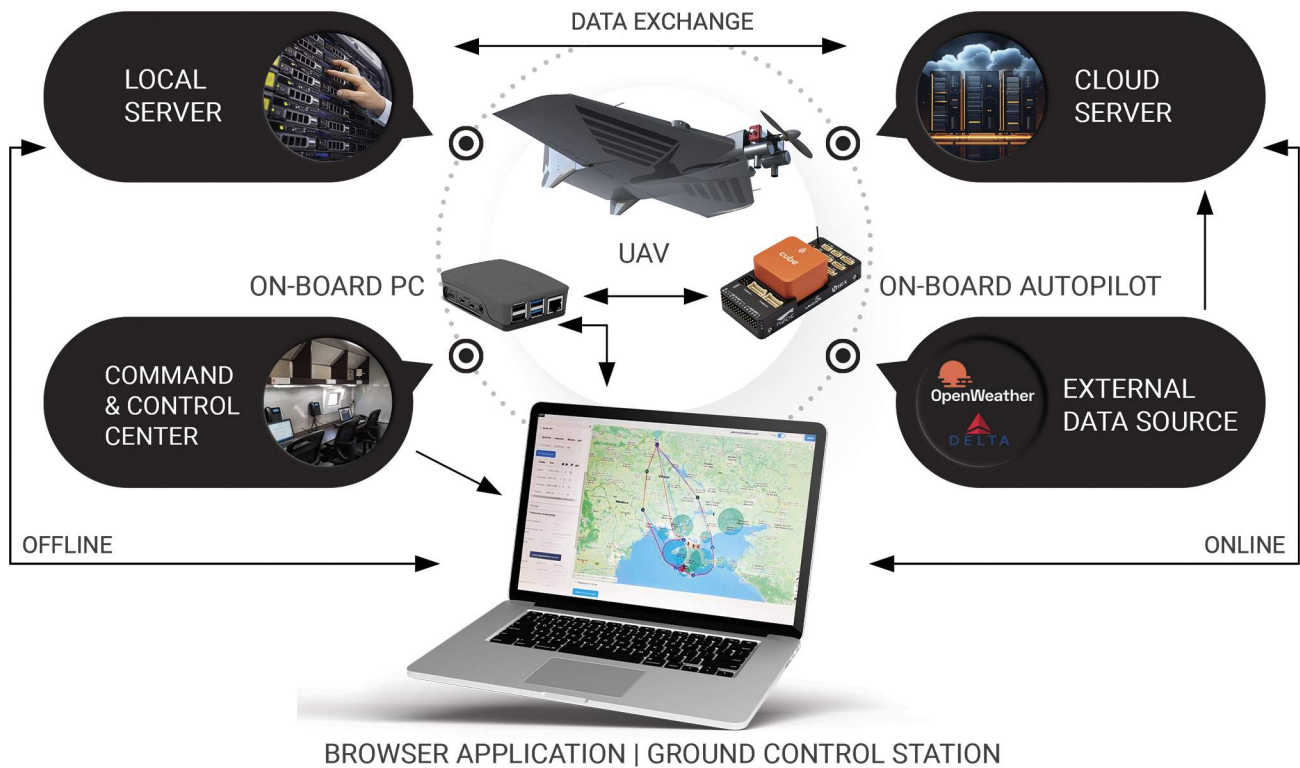 DATA EXCHANGE
LOCAL
SERVER
CLOUD
SERVER
UAV
ON-BOARD PC
cube
ON-BOARD AUTOPILOT
COMMAND
& CONTROL
CENTER
OpenWeather
DELTA
EXTERNAL
DATA SOURCE
OFFLINE
ONLINE
BROWSER APPLICATION | GROUND CONTROL STATION